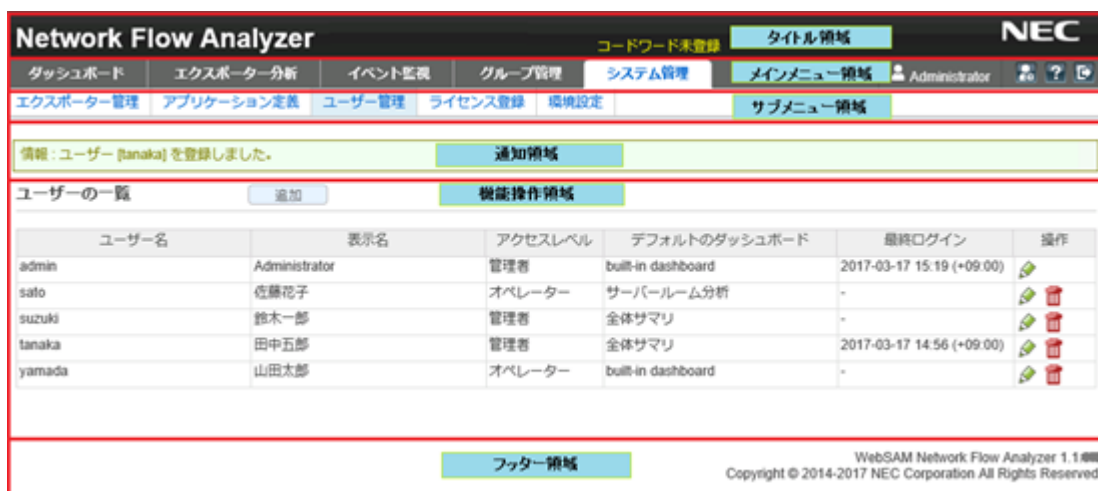 Network Flow Analyzer コードワード未登録 タイトル領域 NEC
ダッシュボード エクスポーター分析 イベント監視 グループ管理 システム管理 メインメニュー領域 Administrator ?
エクスポーター管理 アプリケーション定義 ユーザー管理 ライセンス登録 環境設定 サブメニュー領域
情報 : ユーザー [tanaka] を登録しました。 通知領域
ユーザーの一覧 追加 機能操作領域
ユーザー名 表示名 アクセスレベル デフォルトのダッシュボード 最終ログイン 操作
admin Administrator 管理者 built-in dashboard 2017-03-17 15:19 (+09:00)
sato 佐藤花子 オペレーター サーバールーム分析 -
suzuki 鈴木一郎 管理者 全体サマリ -
tanaka 田中五郎 管理者 全体サマリ 2017-03-17 14:56 (+09:00)
yamada 山田太郎 オペレーター built-in dashboard -
フッター領域 WebSAM Network Flow Analyzer 1.1
Copyright © 2014-2017 NEC Corporation All Rights Reserved